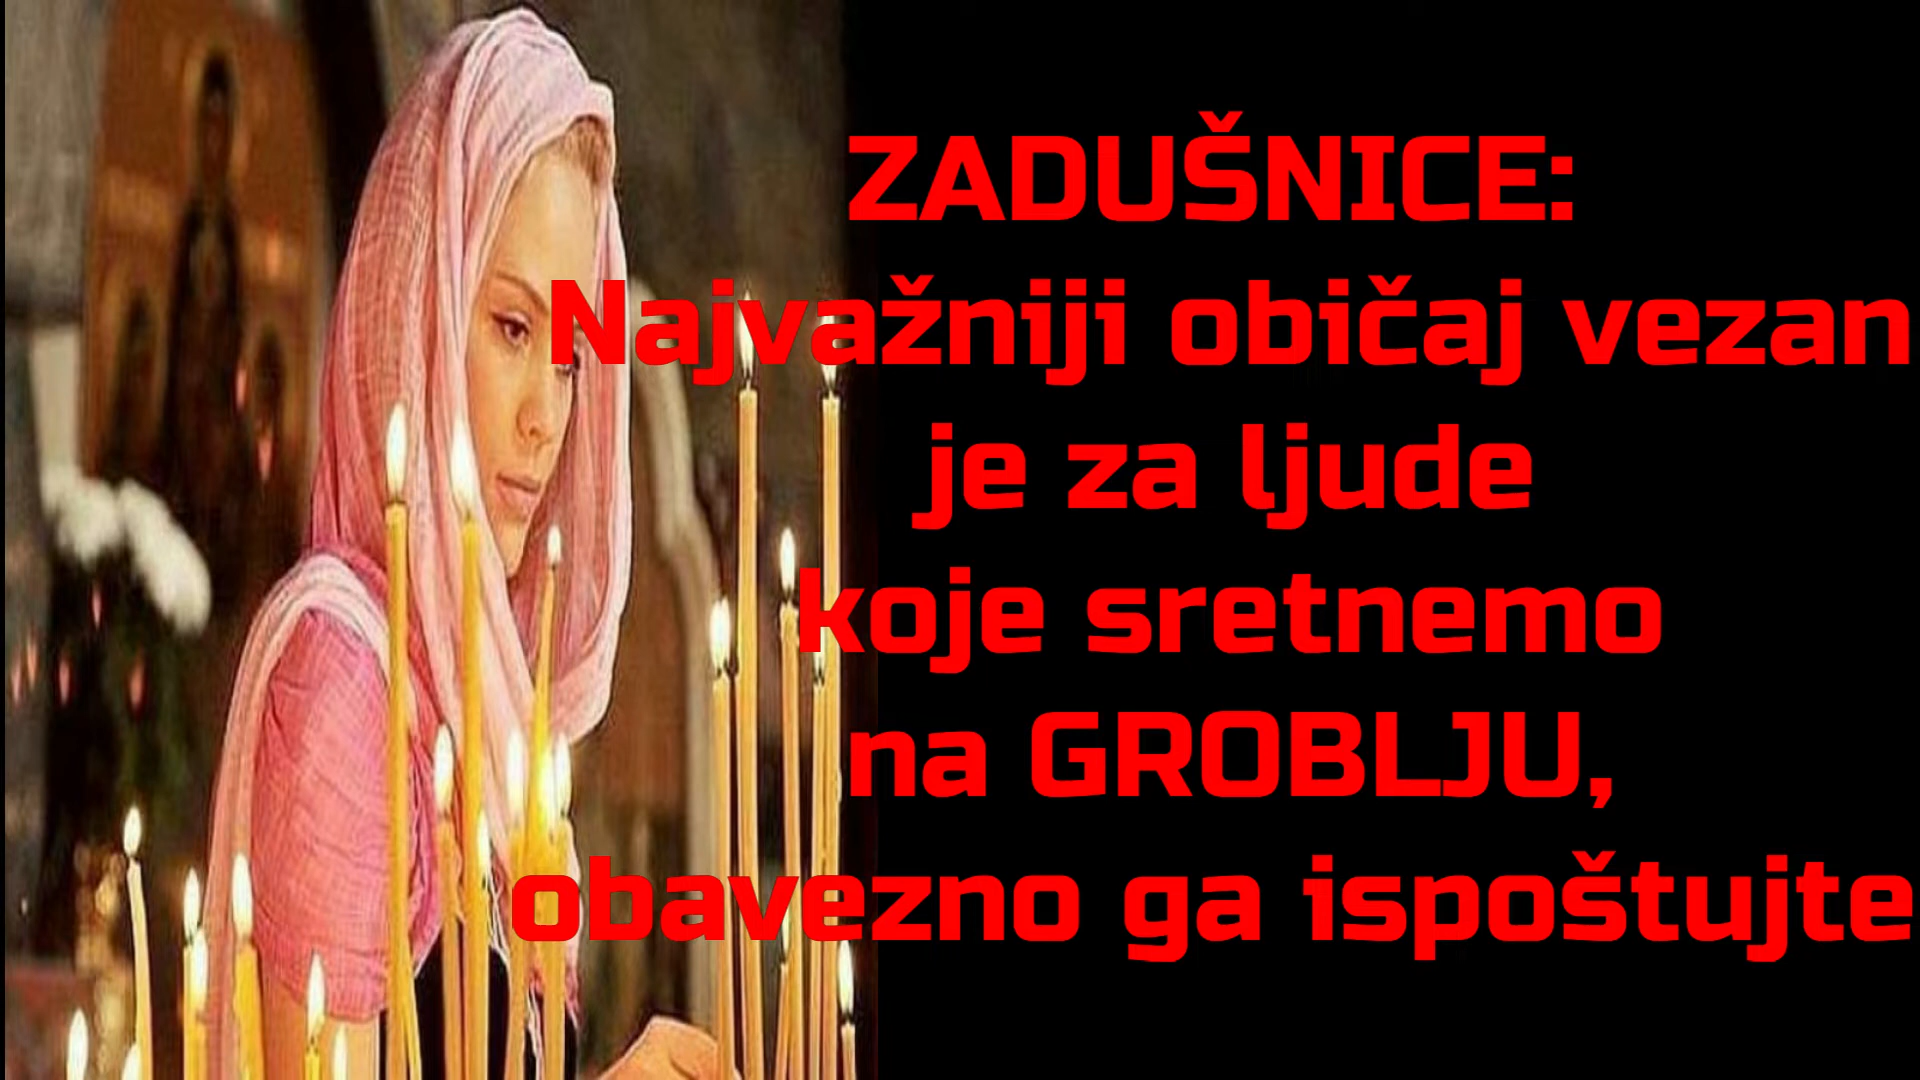 ZADUŠNICE:
Najvažniji običaj vezan
je za ljude
koje sretnemo
na GROBLJU,
obavezno ga ispoštujte